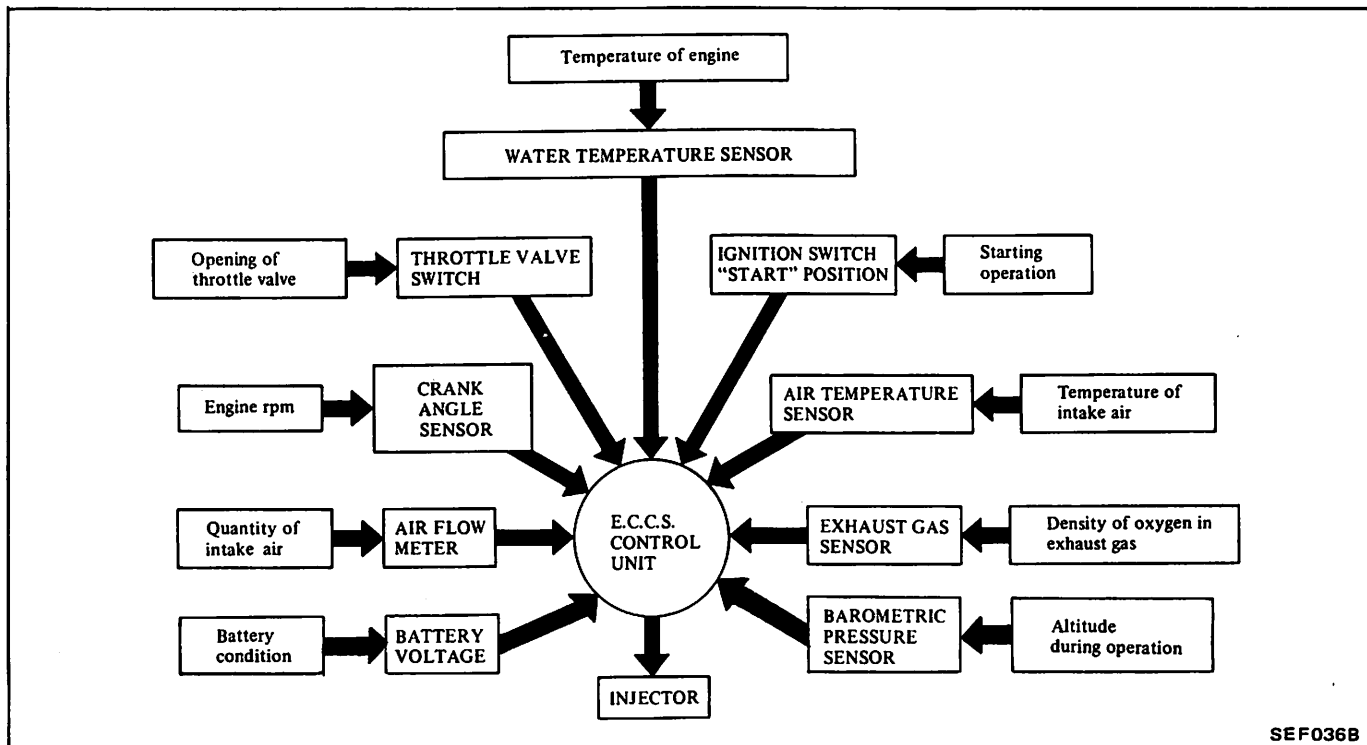 Temperature of engine
WATER TEMPERATURE SENSOR
Opening of
throttle valve
THROTTLE VALVE
SWITCH
IGNITION SWITCH
“START” POSITION
Starting
operation
Engine rpm
CRANK
ANGLE
SENSOR
AIR TEMPERATURE
SENSOR
Temperature of
intake air
Quantity of
intake air
AIR FLOW
METER
E.C.C.S.
CONTROL
UNIT
EXHAUST GAS
SENSOR
Density of oxygen in
exhaust gas
Battery
condition
BATTERY
VOLTAGE
BAROMETRIC
PRESSURE
SENSOR
Altitude
during operation
INJECTOR
SEF036B